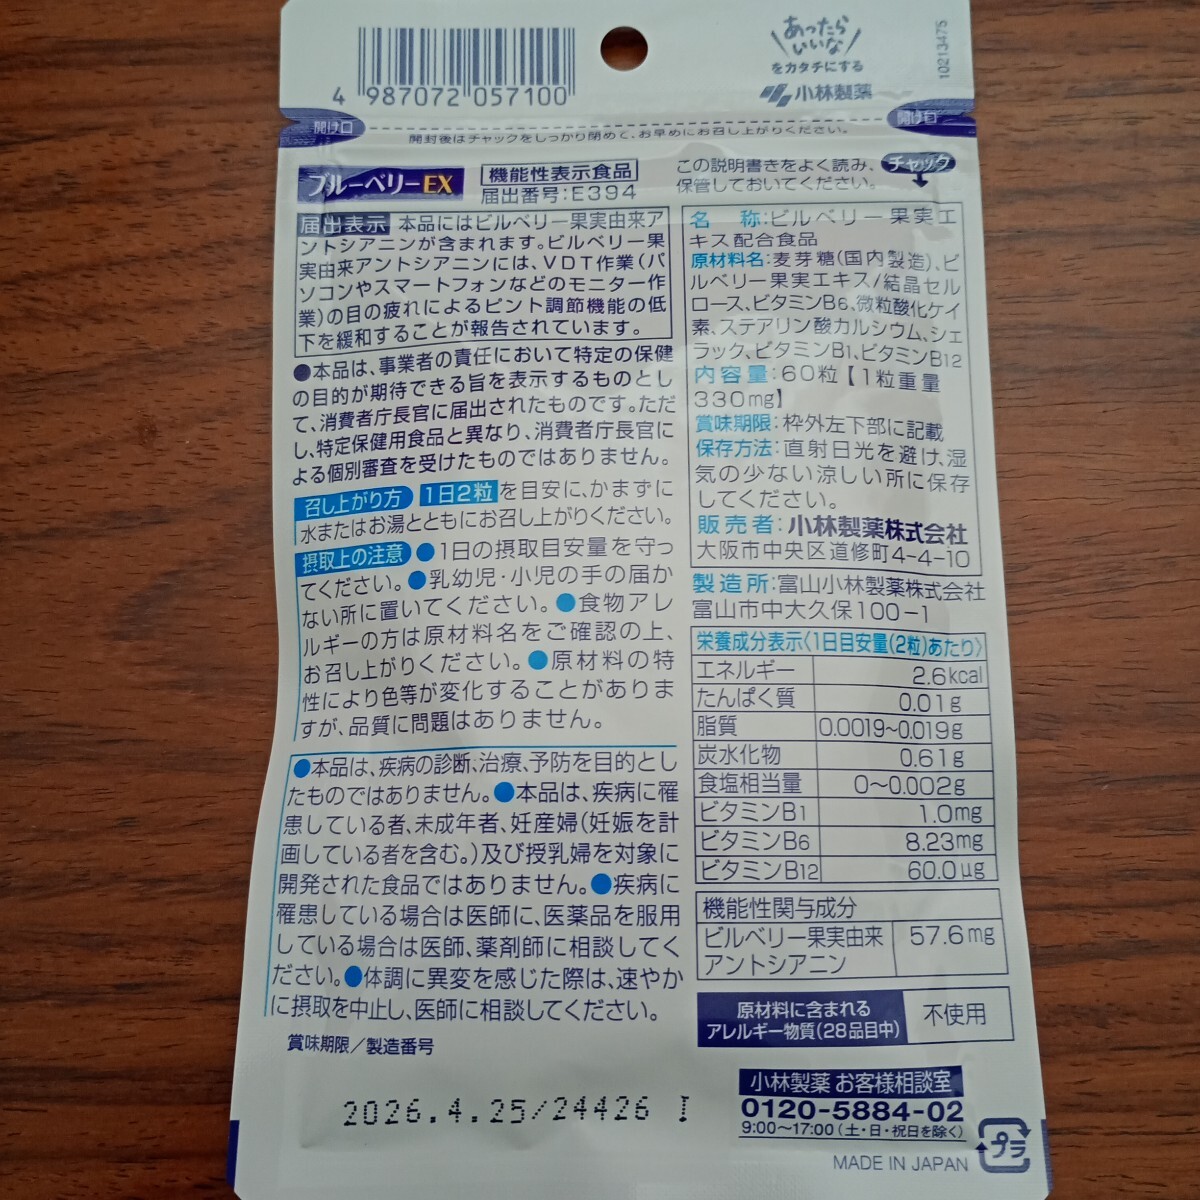 あったら
いいな
をカタチにする
小林製薬
10213475
4 987072 057100
開け口
開け口
開封後はチャックをしっかり閉めて、お早めにお召し上がりください。
ブルーベリーEX
機能性表示食品
届出番号:E394
この説明書きをよく読み、
保管しておいてください。
チャック
届出表示 本品にはビルベリー果実由来ア
ントシアニンが含まれます。ビルベリー果
実由来アントシアニンには、VDT作業(パ
ソコンやスマートフォンなどのモニター作
業)の目の疲れによるピント調節機能の低
下を緩和することが報告されています。
●本品は、事業者の責任において特定の保健
の目的が期待できる旨を表示するものとし
て、消費者庁長官に届出されたものです。ただ
し、特定保健用食品と異なり、消費者庁長官に
よる個別審査を受けたものではありません。
召し上がり方 1日2粒を目安に、かまずに
水またはお湯とともにお召し上がりください。
摂取上の注意 ●1日の摂取目安量を守っ
てください。●乳幼児・小児の手の届か
ない所に置いてください。●食物アレ
ルギーの方は原材料名をご確認の上、
お召し上がりください。●原材料の特
性により色等が変化することがありま
すが、品質に問題はありません。
●本品は、疾病の診断、治療、予防を目的とし
たものではありません。●本品は、疾病に罹
患している者、未成年者、妊産婦(妊娠を計
画している者を含む。)及び授乳婦を対象に
開発された食品ではありません。●疾病に
罹患している場合は医師に、医薬品を服用
している場合は医師、薬剤師に相談してく
ださい。●体調に異変を感じた際は、速やか
に摂取を中止し、医師に相談してください。
賞味期限/製造番号
2026.4.25/24426 I
名 称:ビルベリー果実エ
キス配合食品
原材料名:麦芽糖(国内製造)、ビ
ルベリー果実エキス/結晶セル
ロース、ビタミンB6、微粒酸化ケイ
素、ステアリン酸カルシウム、シェ
ラック、ビタミンB1、ビタミンB12
内容量:60粒【1粒重量
330mg】
賞味期限:枠外左下部に記載
保存方法:直射日光を避け、湿
気の少ない涼しい所に保存
してください。
販売者:小林製薬株式会社
大阪市中央区道修町4-4-10
製造所:富山小林製薬株式会社
富山市中大久保100-1
栄養成分表示〈1日目安量(2粒)あたり〉
エネルギー 2.6kcal
たんぱく質 0.01g
脂質 0.0019~0.019g
炭水化物 0.61g
食塩相当量 0~0.002g
ビタミンB1 1.0mg
ビタミンB6 8.23mg
ビタミンB12 60.0μg
機能性関与成分
ビルベリー果実由来 57.6mg
アントシアニン
原材料に含まれる
アレルギー物質(28品目中) 不使用
小林製薬 お客様相談室
0120-5884-02
9:00~17:00(土・日・祝日を除く)
MADE IN JAPAN
プラ